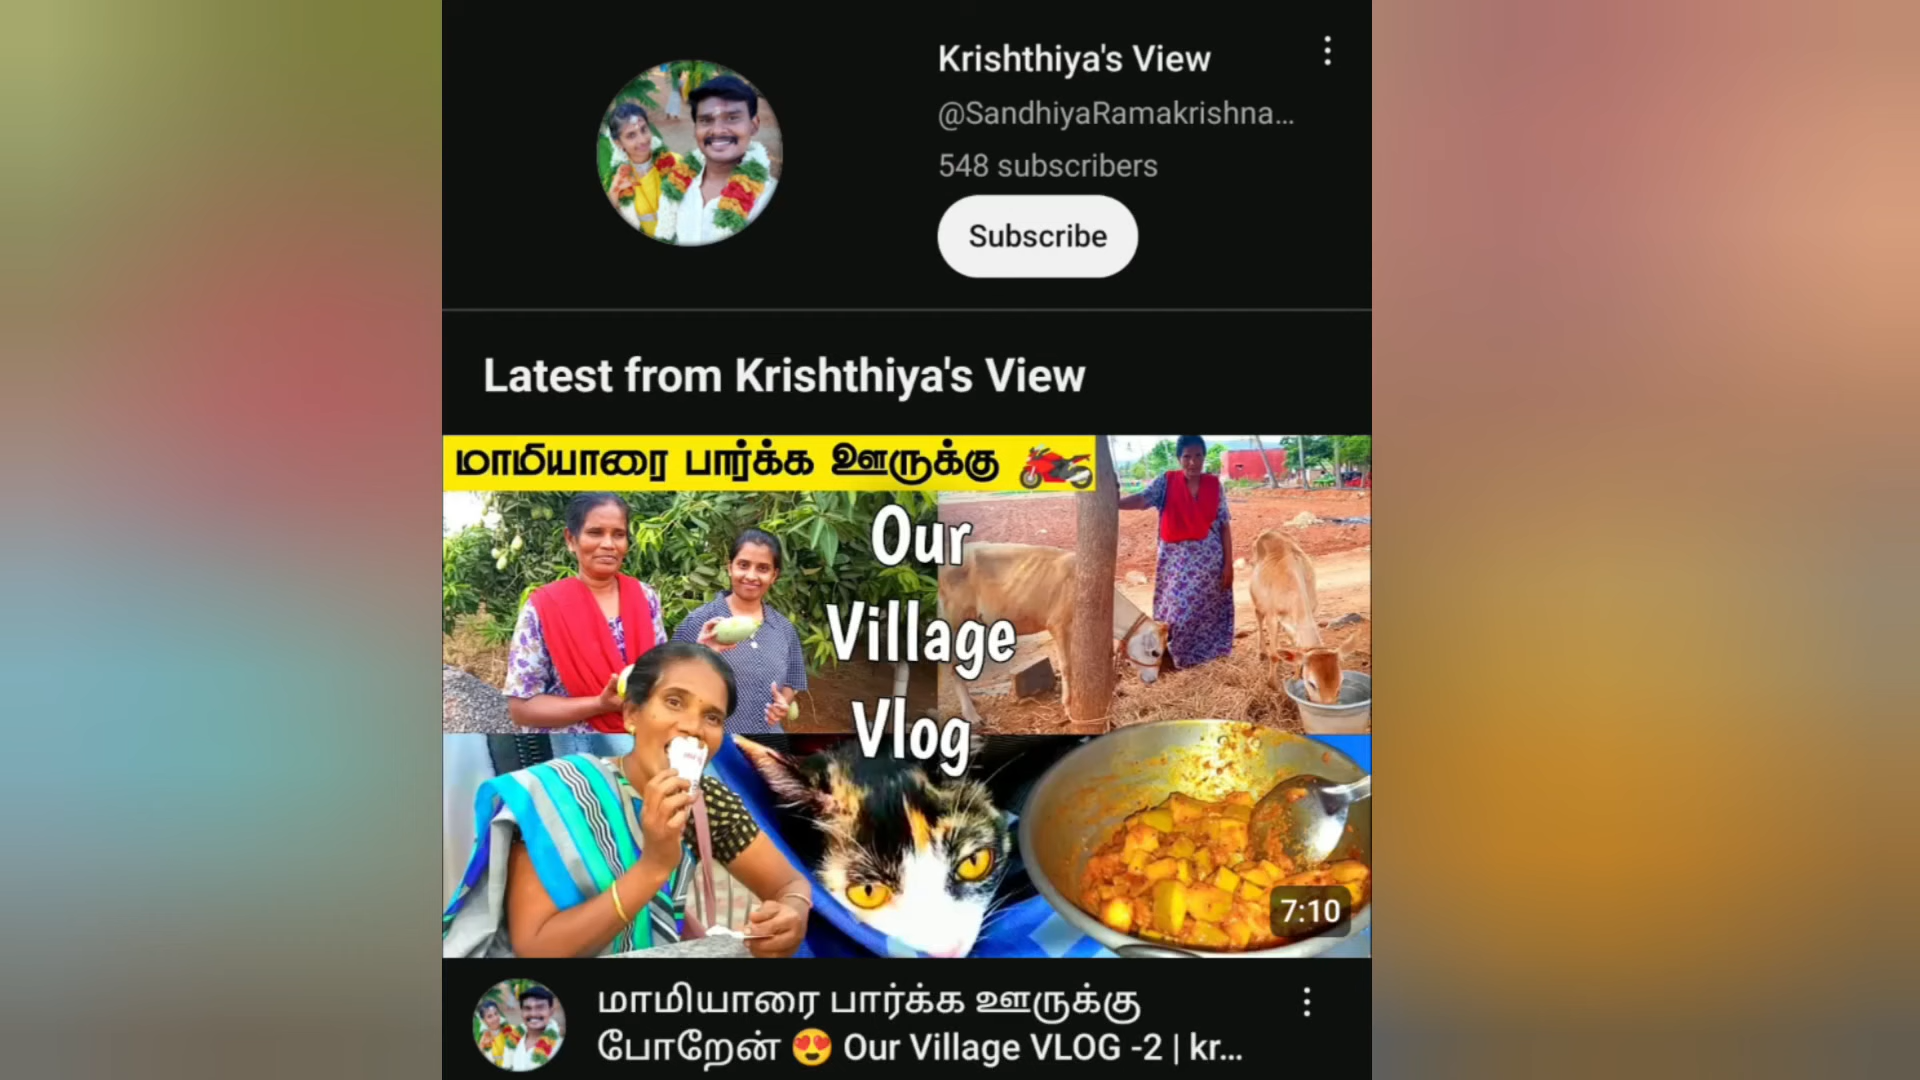 Krishthiya's View
@SandhiyaRamakrishna...
548 subscribers
Subscribe
Latest from Krishthiya's View
மாமியாரை பார்க்க ஊருக்கு
Our
Village
Vlog
7:10
மாமியாரை பார்க்க ஊருக்கு
போறேன் 😍 Our Village VLOG -2 | kr...